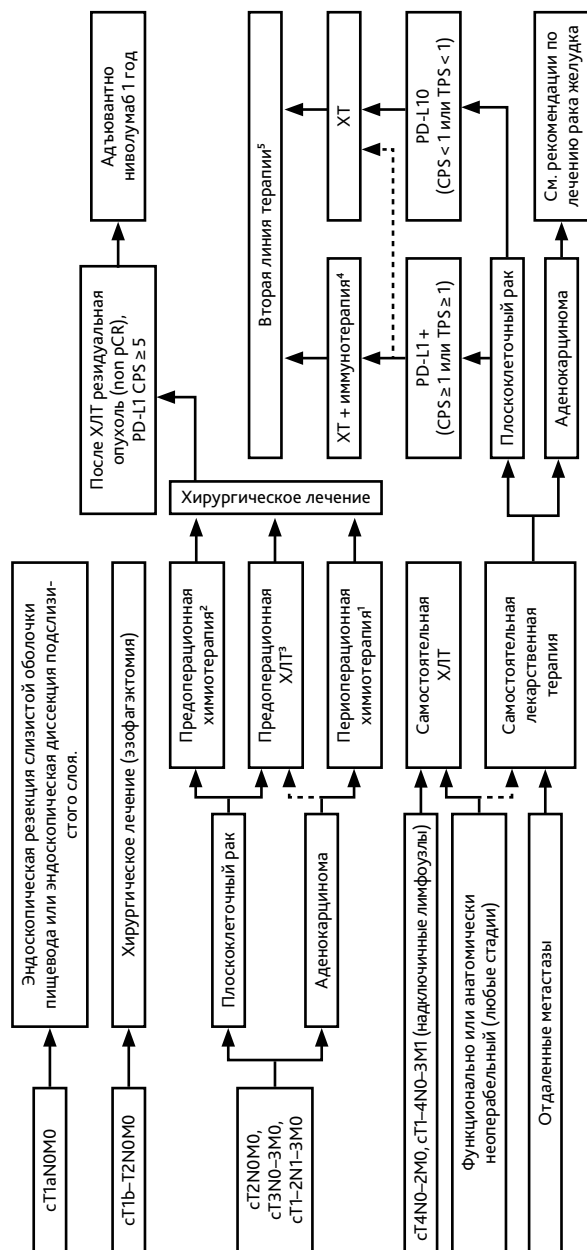 cT1aN0M0
Эндоскопическая резекция слизистой оболочки
пищевода или эндоскопическая диссекция подслизи-
стого слоя.
cT1b–T2N0M0
Хирургическое лечение (эзофагэктомия)
cT2N0M0,
cT3N0–3M0,
cT1–2N1–3M0
Плоскоклеточный рак
Аденокарцинома
Предоперационная
химиотерапия²
Предоперационная
ХЛТ³
Периоперационная
химиотерапия¹
Хирургическое лечение
После ХЛТ резидуальная
опухоль (non pCR),
PD-L1 CPS ≥ 5
Адъювантно
ниволумаб 1 год
cT4N0–2M0, cT1–4N0–3M1 (надключичные лимфоузлы)
Функционально или анатомически
неоперабельный (любые стадии)
Отдаленные метастазы
Самостоятельная
ХЛТ
Самостоятельная
лекарственная
терапия
Плоскоклеточный рак
Аденокарцинома
PD-L1 +
(CPS ≥ 1 или TPS ≥ 1)
PD-L10
(CPS < 1 или TPS < 1)
ХТ + иммунотерапия⁴
ХТ
Вторая линия терапии⁵
См. рекомендации по
лечению рака желудка